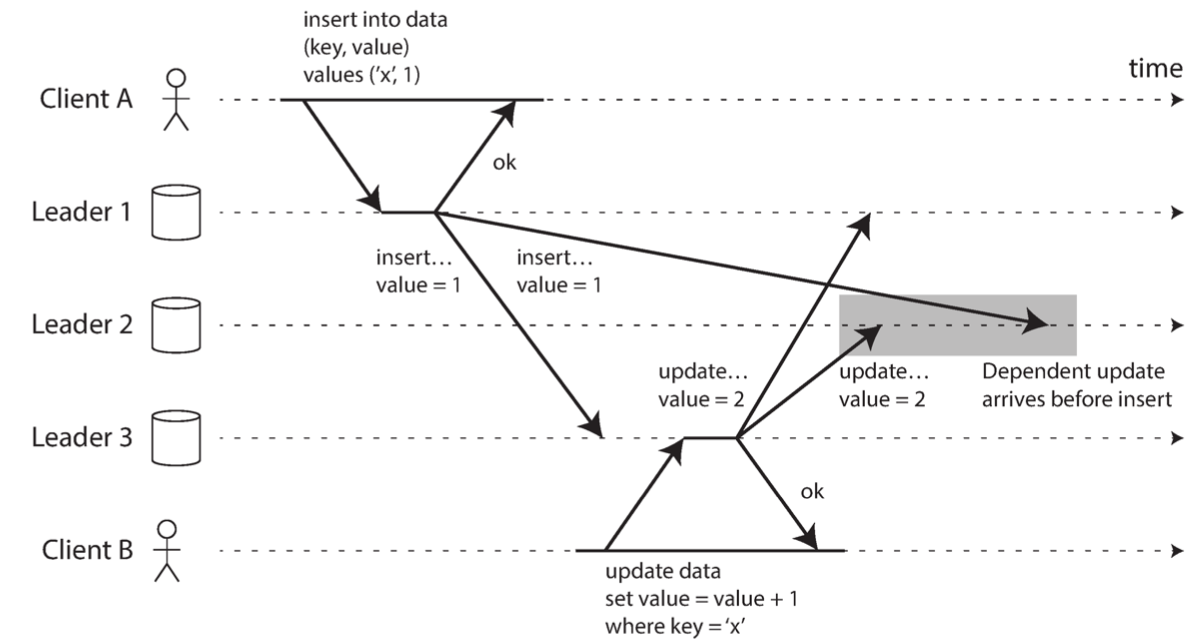 insert into data
(key, value)
values (‘x’, 1)
time
Client A
ok
Leader 1
insert…
value = 1
insert…
value = 1
Leader 2
update…
value = 2
update…
value = 2
Dependent update
arrives before insert
Leader 3
ok
Client B
update data
set value = value + 1
where key = ‘x’